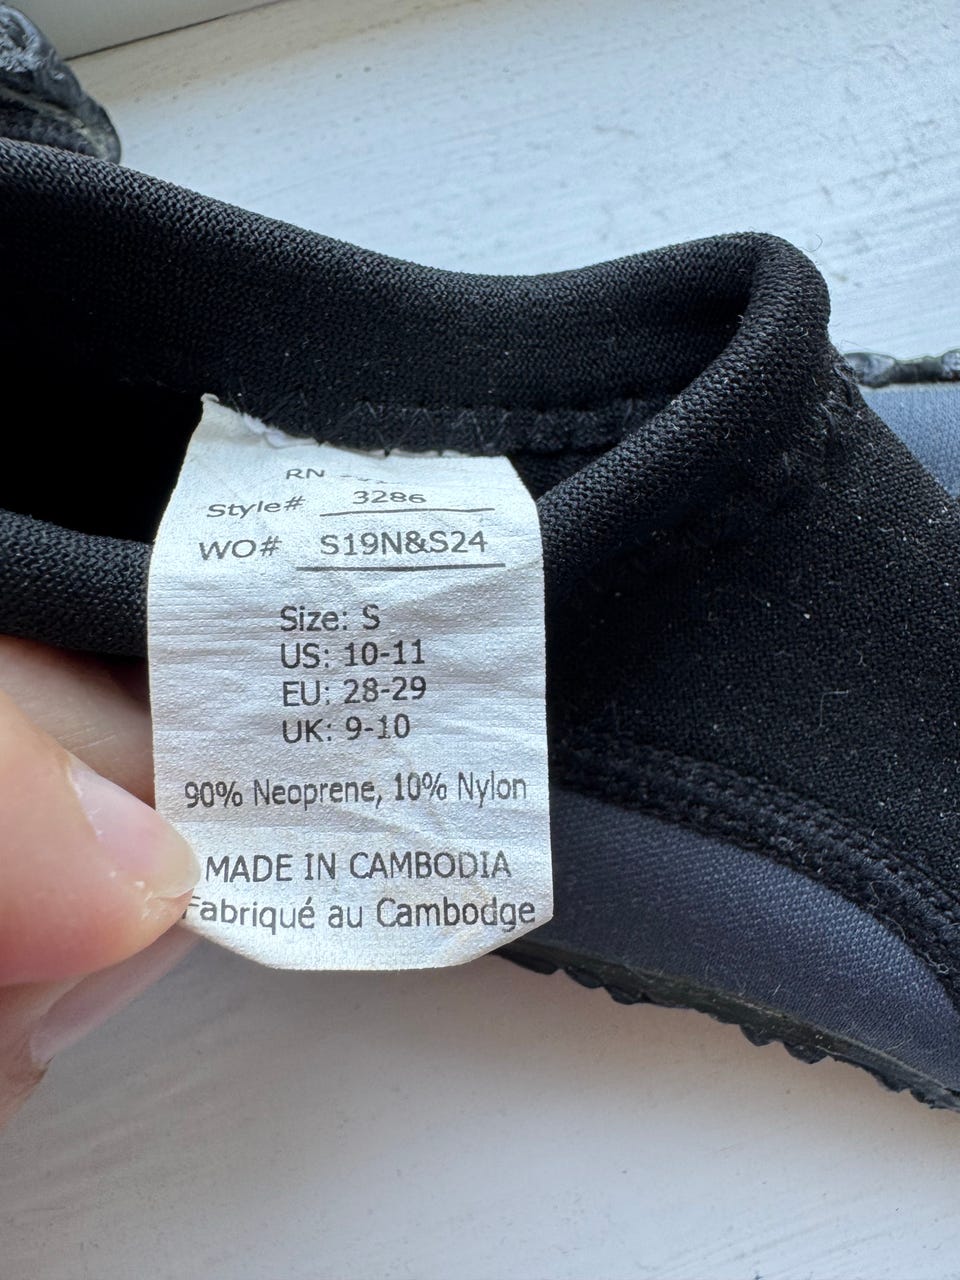 RN
Style# 3286
WO# S19N&S24
Size: S
US: 10-11
EU: 28-29
UK: 9-10
90% Neoprene, 10% Nylon
MADE IN CAMBODIA
Fabriqué au Cambodge